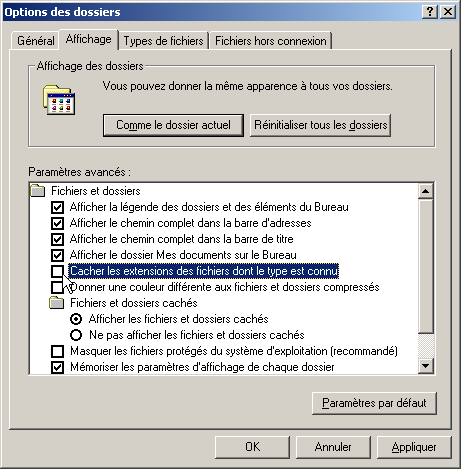 Options des dossiers
Général Affichage Types de fichiers Fichiers hors connexion
Affichage des dossiers
Vous pouvez donner la même apparence à tous vos dossiers.
Comme le dossier actuel Réinitialiser tous les dossiers
Paramètres avancés :
Fichiers et dossiers
Afficher la légende des dossiers et des éléments du Bureau
Afficher le chemin complet dans la barre d'adresses
Afficher le chemin complet dans la barre de titre
Afficher le dossier Mes documents sur le Bureau
Cacher les extensions des fichiers dont le type est connu
Donner une couleur différente aux fichiers et dossiers compressés
Fichiers et dossiers cachés
Afficher les fichiers et dossiers cachés
Ne pas afficher les fichiers et dossiers cachés
Masquer les fichiers protégés du système d'exploitation (recommandé)
Mémoriser les paramètres d'affichage de chaque dossier
Paramètres par défaut
OK Annuler Appliquer